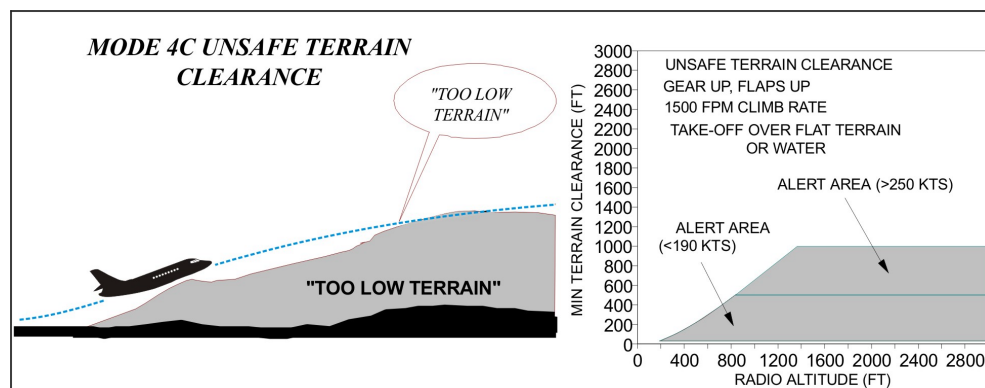 MODE 4C UNSAFE TERRAIN
CLEARANCE
"TOO LOW
TERRAIN"
"TOO LOW TERRAIN"
MIN TERRAIN CLEARANCE (FT)
3000
2800
2600
2400
2200
2000
1800
1600
1400
1200
1000
800
600
400
200
0
UNSAFE TERRAIN CLEARANCE
GEAR UP, FLAPS UP
1500 FPM CLIMB RATE
TAKE-OFF OVER FLAT TERRAIN
OR WATER
ALERT AREA (>250 KTS)
ALERT AREA
(<190 KTS)
0 400 800 1200 1600 2000 2400 2800
RADIO ALTITUDE (FT)